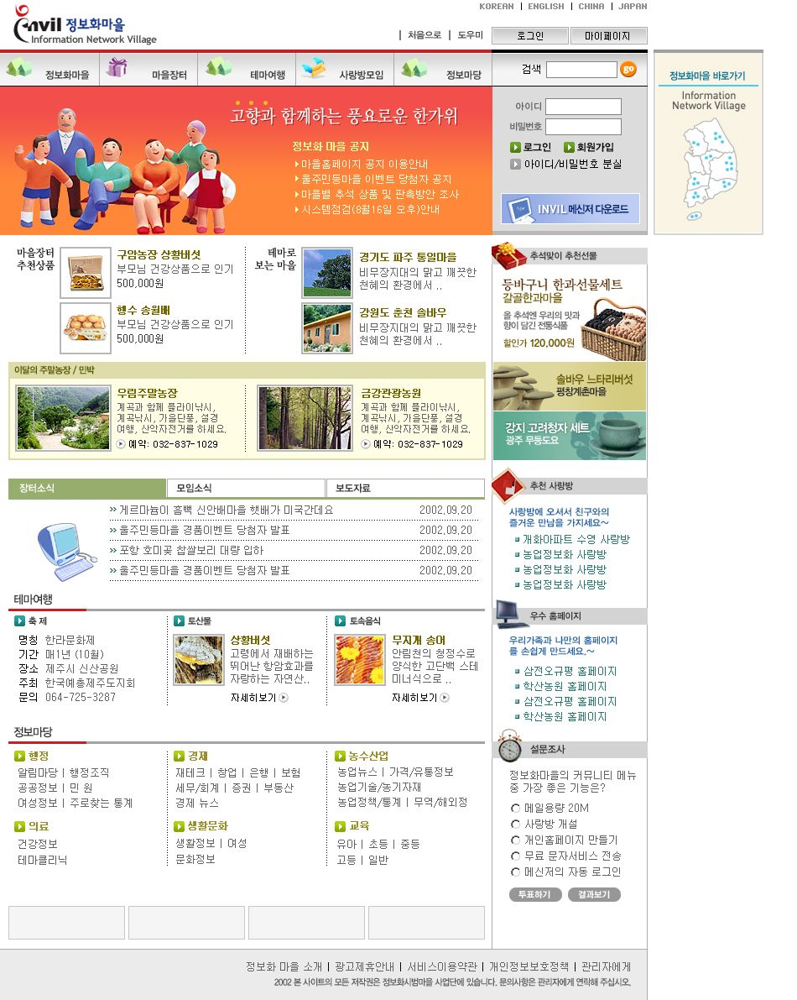 KOREAN | ENGLISH | CHINA | JAPAN
invil 정보화마을
Information Network Village
| 처음으로 | 도우미
로그인
마이페이지
정보화마을
마을장터
테마여행
사랑방모임
정보마당
검색
go
고향과 함께하는 풍요로운 한가위
정보화 마을 공지
마을홈페이지 공지 이용안내
울주민등마을 이벤트 당첨자 공지
마을별 추석 상품 및 판촉방안 조사
시스템점검(9월16일 오후)안내
아이디
비밀번호
로그인
회원가입
아이디/비밀번호 분실
INVIL 메신저 다운로드
정보화마을 바로가기
Information
Network Village
마을장터
추천상품
구암농장 상황버섯
부모님 건강상품으로 인기
500,000원
행수 송월배
부모님 건강상품으로 인기
500,000원
테마로
보는 마을
경기도 파주 통일마을
비무장지대의 맑고 깨끗한
천혜의 환경에서 ..
강원도 춘천 솔바우
비무장지대의 맑고 깨끗한
천혜의 환경에서 ..
추석맞이 추천선물
등바구니 한과선물세트
갈골한과마을
올 추석엔 우리의 맛과
향이 담긴 전통식품
할인가 120,000원
솔바우 느타리버섯
평창계촌마을
강지 고려청자 세트
광주 무등도요
이달의 주말농장 / 민박
우림주말농장
계곡과 함께 플라이낚시,
계곡낚시, 가을단풍, 설경
여행, 산악자전거를 하세요.
예약: 032-837-1029
금강관광농원
계곡과 함께 플라이낚시,
계곡낚시, 가을단풍, 설경
여행, 산악자전거를 하세요.
예약: 032-837-1029
장터소식
모임소식
보도자료
게르마늄이 흠뻑 신안배마을 햇배가 미국간데요 2002.09.20
울주민등마을 경품이벤트 당첨자 발표 2002.09.20
포항 호미곶 찹쌀보리 대량 입하 2002.09.20
울주민등마을 경품이벤트 당첨자 발표 2002.09.20
추천 사랑방
사랑방에 오셔서 친구와의
즐거운 만남을 가지세요~
개화아파트 수영 사랑방
농업정보화 사랑방
농업정보화 사랑방
농업정보화 사랑방
테마여행
축 제
명칭 한라문화제
기간 매1년 (10월)
장소 제주시 신산공원
주최 한국예총제주도지회
문의 064-725-3287
토산물
상황버섯
고령에서 재배하는
뛰어난 항암효과를
자랑하는 자연산..
자세히보기
토속음식
무지개 송어
안림천의 청정수로
양식한 고단백 스테
미너식으로 ..
자세히보기
우수 홈페이지
우리가족과 나만의 홈페이지
를 손쉽게 만드세요.~
삼전오규평 홈페이지
학산농원 홈페이지
삼전오규평 홈페이지
학산농원 홈페이지
정보마당
행정
알림마당 | 행정조직
공공정보 | 민 원
여성정보 | 주로찾는 통계
경제
재테크 | 창업 | 은행 | 보험
세무/회계 | 증권 | 부동산
경제 뉴스
농수산업
농업뉴스 | 가격/유통정보
농업기술/농기자재
농업정책/통계 | 무역/해외정
의료
건강정보
테마클리닉
생활문화
생활정보 | 여성
문화정보
교육
유아 | 초등 | 중등
고등 | 일반
설문조사
정보화마을의 커뮤니티 메뉴
중 가장 좋은 기능은?
메일용량 20M
사랑방 개설
개인홈페이지 만들기
무료 문자서비스 전송
메신저의 자동 로그인
투표하기
결과보기
정보화 마을 소개 | 광고제휴안내 | 서비스이용약관 | 개인정보보호정책 | 관리자에게
2002 본 사이트의 모든 저작권은 정보화시범마을 사업단에 있습니다. 문의사항은 관리자에게 연락해 주십시오.